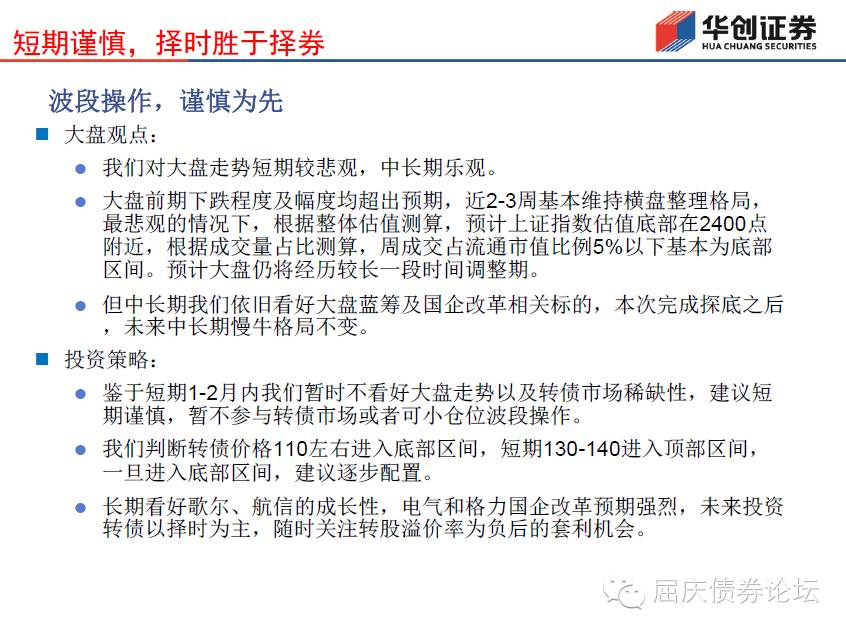 短期谨慎，择时胜于择券
华创证券
HUA CHUANG SECURITIES
波段操作，谨慎为先
大盘观点：
我们对大盘走势短期较悲观，中长期乐观。
大盘前期下跌程度及幅度均超出预期，近2-3周基本维持横盘整理格局，
最悲观的情况下，根据整体估值测算，预计上证指数估值底部在2400点
附近，根据成交量占比测算，周成交占流通市值比例5%以下基本为底部
区间。预计大盘仍将经历较长一段时间调整期。
但中长期我们依旧看好大盘蓝筹及国企改革相关标的，本次完成探底之后
，未来中长期慢牛格局不变。
投资策略：
鉴于短期1-2月内我们暂时不看好大盘走势以及转债市场稀缺性，建议短
期谨慎，暂不参与转债市场或者可小仓位波段操作。
我们判断转债价格110左右进入底部区间，短期130-140进入顶部区间，
一旦进入底部区间，建议逐步配置。
长期看好歌尔、航信的成长性，电气和格力国企改革预期强烈，未来投资
转债以择时为主，随时关注转股溢价率为负后的套利机会。
屈庆债券论坛